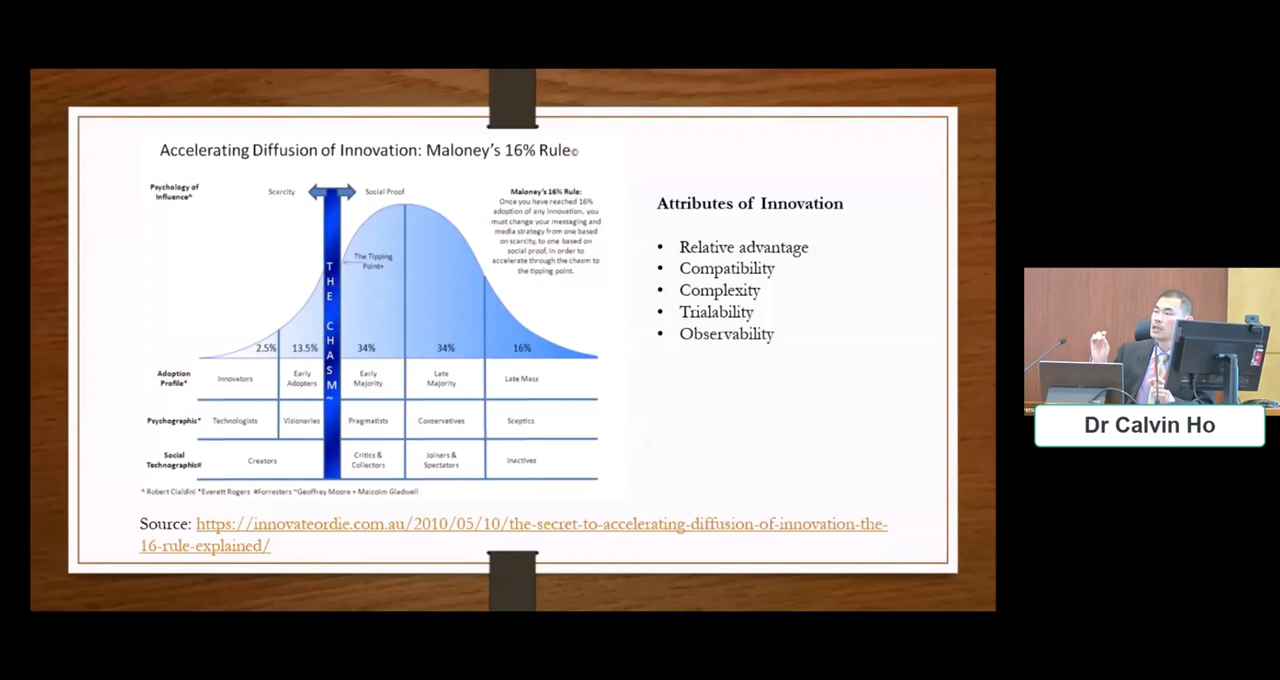 Accelerating Diffusion of Innovation: Maloney's 16% Rule©
Psychology of
Influence^
Scarcity
Social Proof
Maloney's 16% Rule:
Once you have reached 16%
adoption of any innovation, you
must change your messaging and
media strategy from one based
on scarcity, to one based on
social proof, in order to
accelerate through the chasm to
the tipping point.
The Tipping
Point+
THE CHASM~
2.5%
13.5%
34%
34%
16%
Adoption
Profile*
Innovators
Early
Adopters
Early
Majority
Late
Majority
Late Mass
Psychographic*
Technologists
Visionaries
Pragmatists
Conservatives
Sceptics
Social
Technographic#
Creators
Critics &
Collectors
Joiners &
Spectators
Inactives
^ Robert Cialdini *Everett Rogers #Forresters ~Geoffrey Moore + Malcolm Gladwell
Attributes of Innovation
• Relative advantage
• Compatibility
• Complexity
• Trialability
• Observability
Source: https://innovateordie.com.au/2010/05/10/the-secret-to-accelerating-diffusion-of-innovation-the-
16-rule-explained/
Dr Calvin Ho